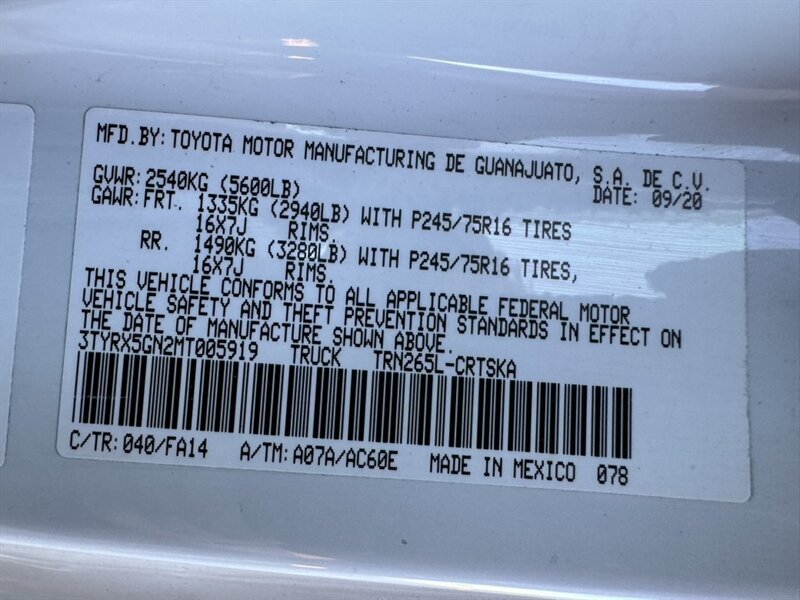 MFD.BY: TOYOTA MOTOR MANUFACTURING DE GUANAJUATO, S.A. DE C.V.
GVWR: 2540KG (5600LB) DATE: 09/20
GAWR: FRT. 1335KG (2940LB) WITH P245/75R16 TIRES
16X7J RIMS,
RR. 1490KG (3280LB) WITH P245/75R16 TIRES,
16X7J RIMS,
THIS VEHICLE CONFORMS TO ALL APPLICABLE FEDERAL MOTOR
VEHICLE SAFETY AND THEFT PREVENTION STANDARDS IN EFFECT ON
THE DATE OF MANUFACTURE SHOWN ABOVE.
3TYRX5GN2MT005919 TRUCK TRN265L-CRTSKA
C/TR: 040/FA14 A/TM: A07A/AC60E MADE IN MEXICO 078